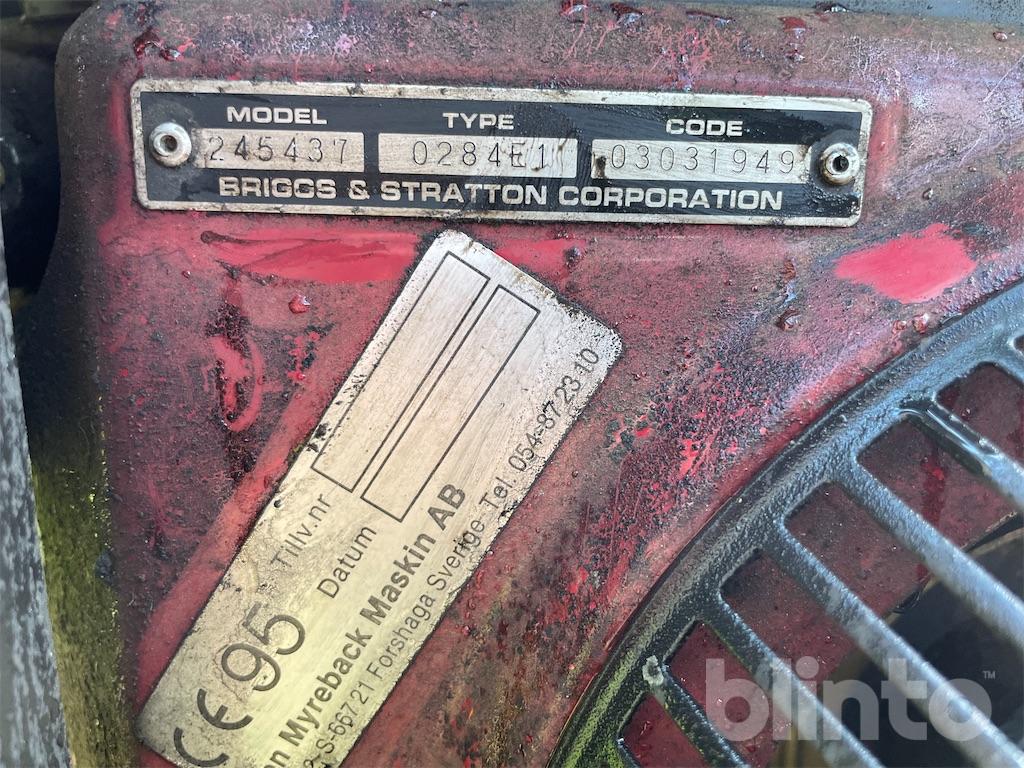 MODEL TYPE CODE
245437 0284E1 03031949
BRIGGS & STRATTON CORPORATION
Tillv.nr
Datum
CE 95
Myreback Maskin AB
S-667 21 Forshaga Sverige Tel. 054-87 23 10
blinto™